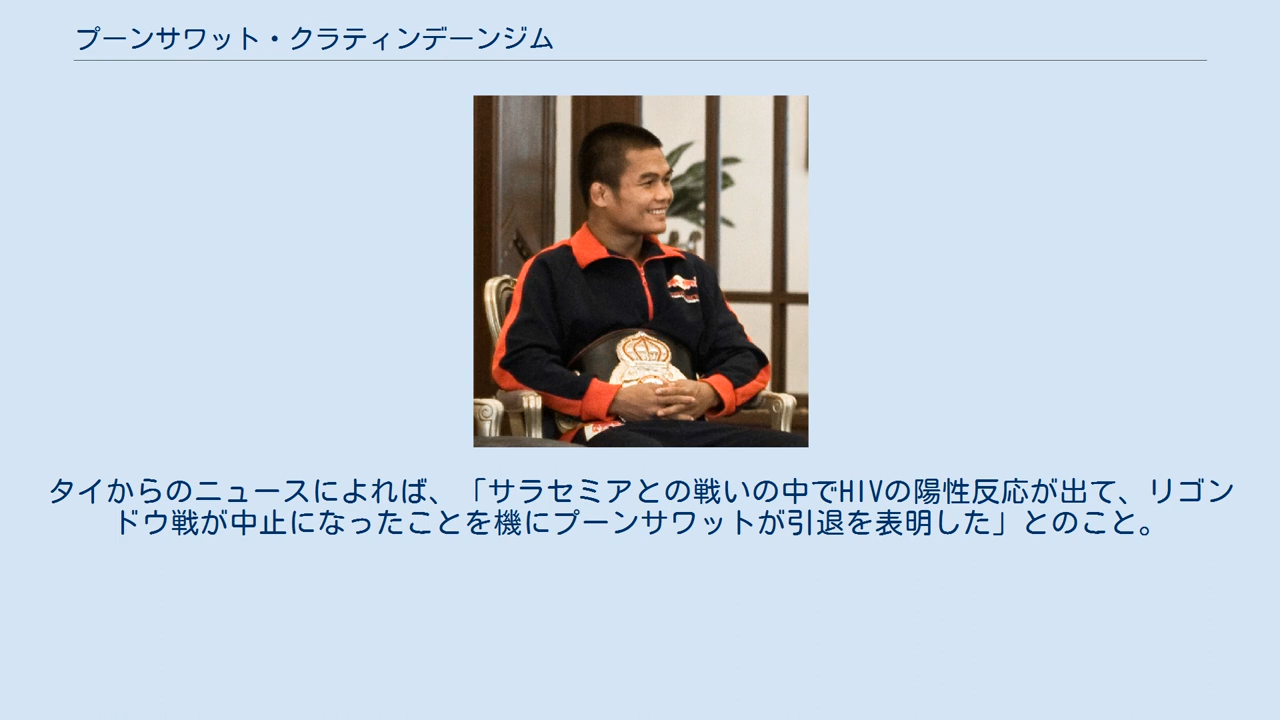 プーンサワット・クラティンデーンジム
タイからのニュースによれば、「サラセミアとの戦いの中でHIVの陽性反応が出て、リゴン
ドウ戦が中止になったことを機にプーンサワットが引退を表明した」とのこと。